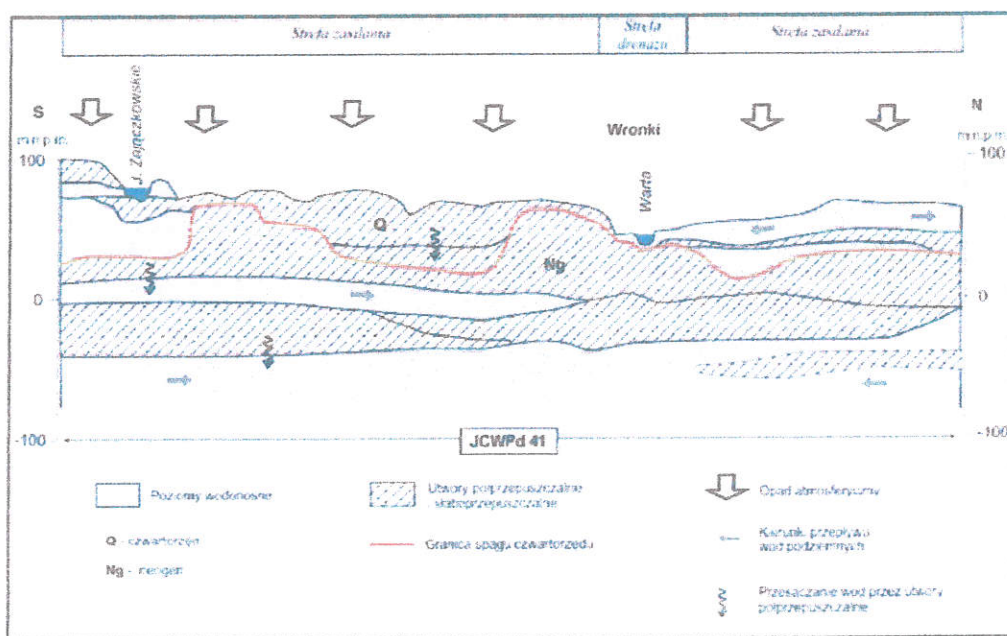 Strefa zasilania
Strefa drenażu
Strefa zasilania
S
N
m n.p.m.
m n.p.m.
J. Zajączkowskie
Wronki
Warta
100
100
Q
Ng
0
0
-100
-100
JCWPd 41
Poziomy wodonosne
Utwory półprzepuszczalne
słaboprzepuszczalne
Opad atmosferyczny
Q - czwartorzęd
Granica spągu czwartorzędu
Kierunk przepływu
wód podziemnych
Ng - neogen
Przesączanie wód przez utwory
półprzepuszczalne